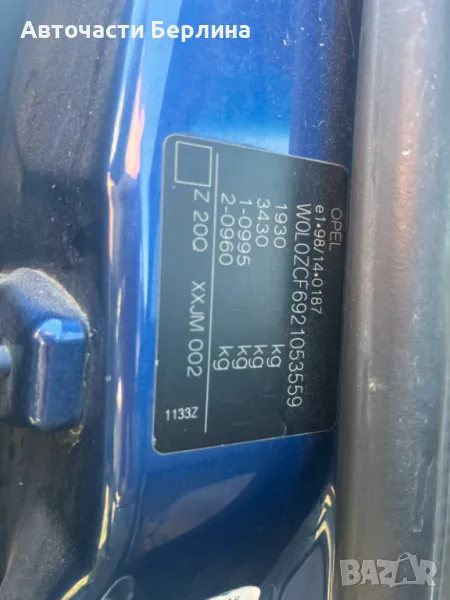 Авточасти Берлина
OPEL
e1*98/14*0187
W0L0ZCF6921053559
1930 kg
3430 kg
1-0995 kg
2-0960 kg
Z 20Q XXJM 002
1133Z
BAZAR